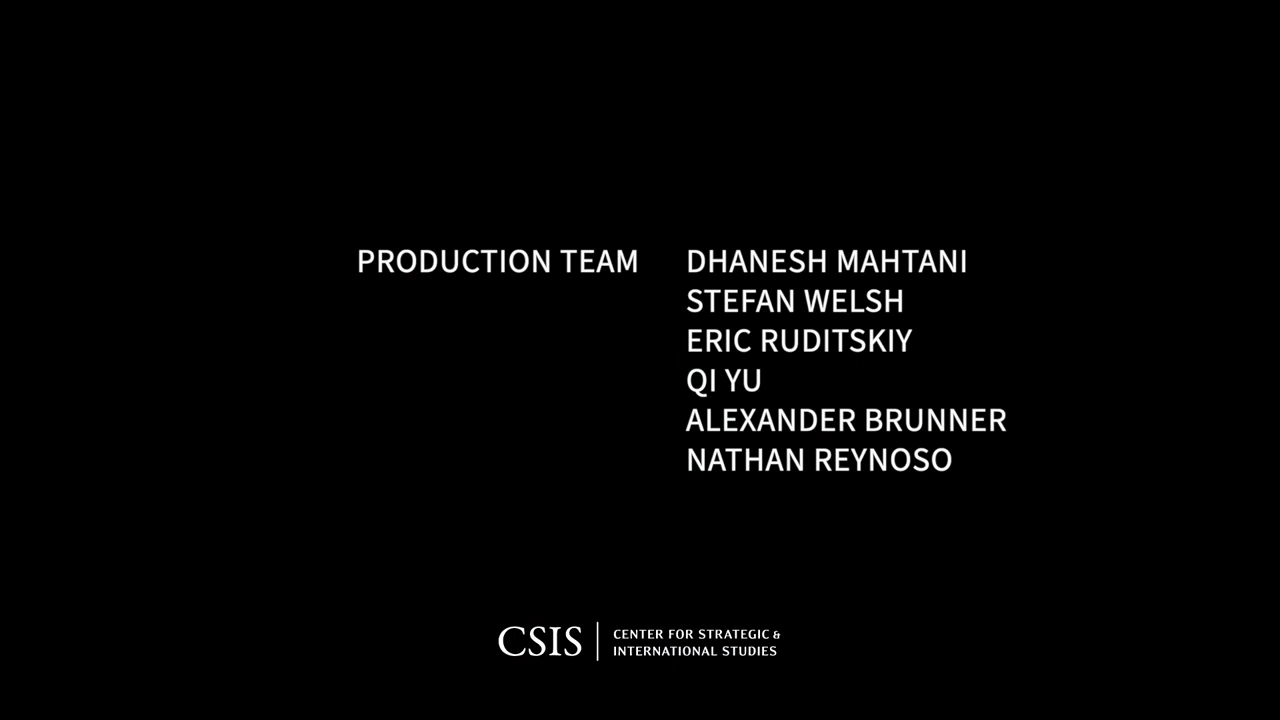 PRODUCTION TEAM DHANESH MAHTANI
STEFAN WELSH
ERIC RUDITSKIY
QI YU
ALEXANDER BRUNNER
NATHAN REYNOSO
CSIS CENTER FOR STRATEGIC &
INTERNATIONAL STUDIES